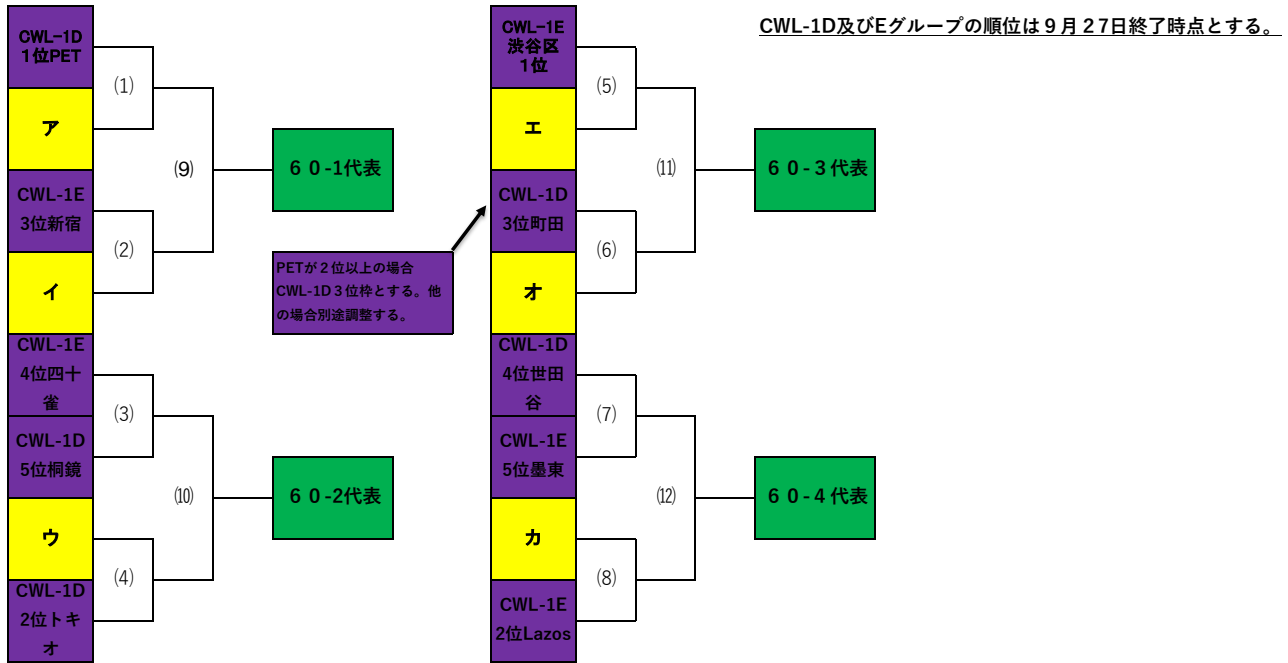 CWL-1D及びEグループの順位は９月２7日終了時点とする。
CWL-1D
１位PET
ア
CWL-1E
3位新宿
イ
CWL-1E
4位四十
雀
CWL-1D
5位桐鏡
ウ
CWL-1D
2位トキ
オ
(1)
(2)
(3)
(4)
(9)
(10)
６０-1代表
６０-2代表
PETが２位以上の場合
CWL-1D３位枠とする。他
の場合別途調整する。
CWL-1E
渋谷区
１位
エ
CWL-1D
3位町田
オ
CWL-1D
4位世田
谷
CWL-1E
5位墨東
カ
CWL-1E
2位Lazos
(5)
(6)
(7)
(8)
(11)
(12)
６０-３代表
６０-４代表